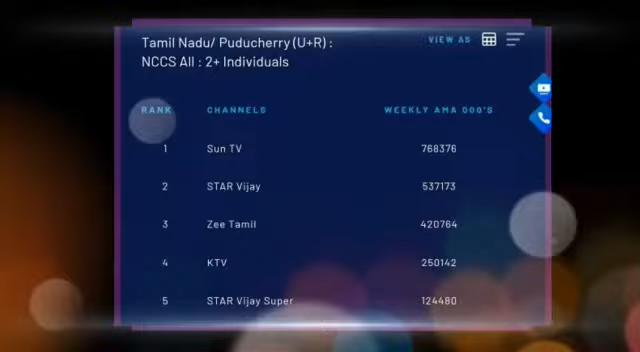 Tamil Nadu/ Puducherry (U+R) :
NCCS All : 2+ Individuals
VIEW AS
RANK CHANNELS WEEKLY AMA 000'S
1 Sun TV 768376
2 STAR Vijay 537173
3 Zee Tamil 420764
4 KTV 250142
5 STAR Vijay Super 124480